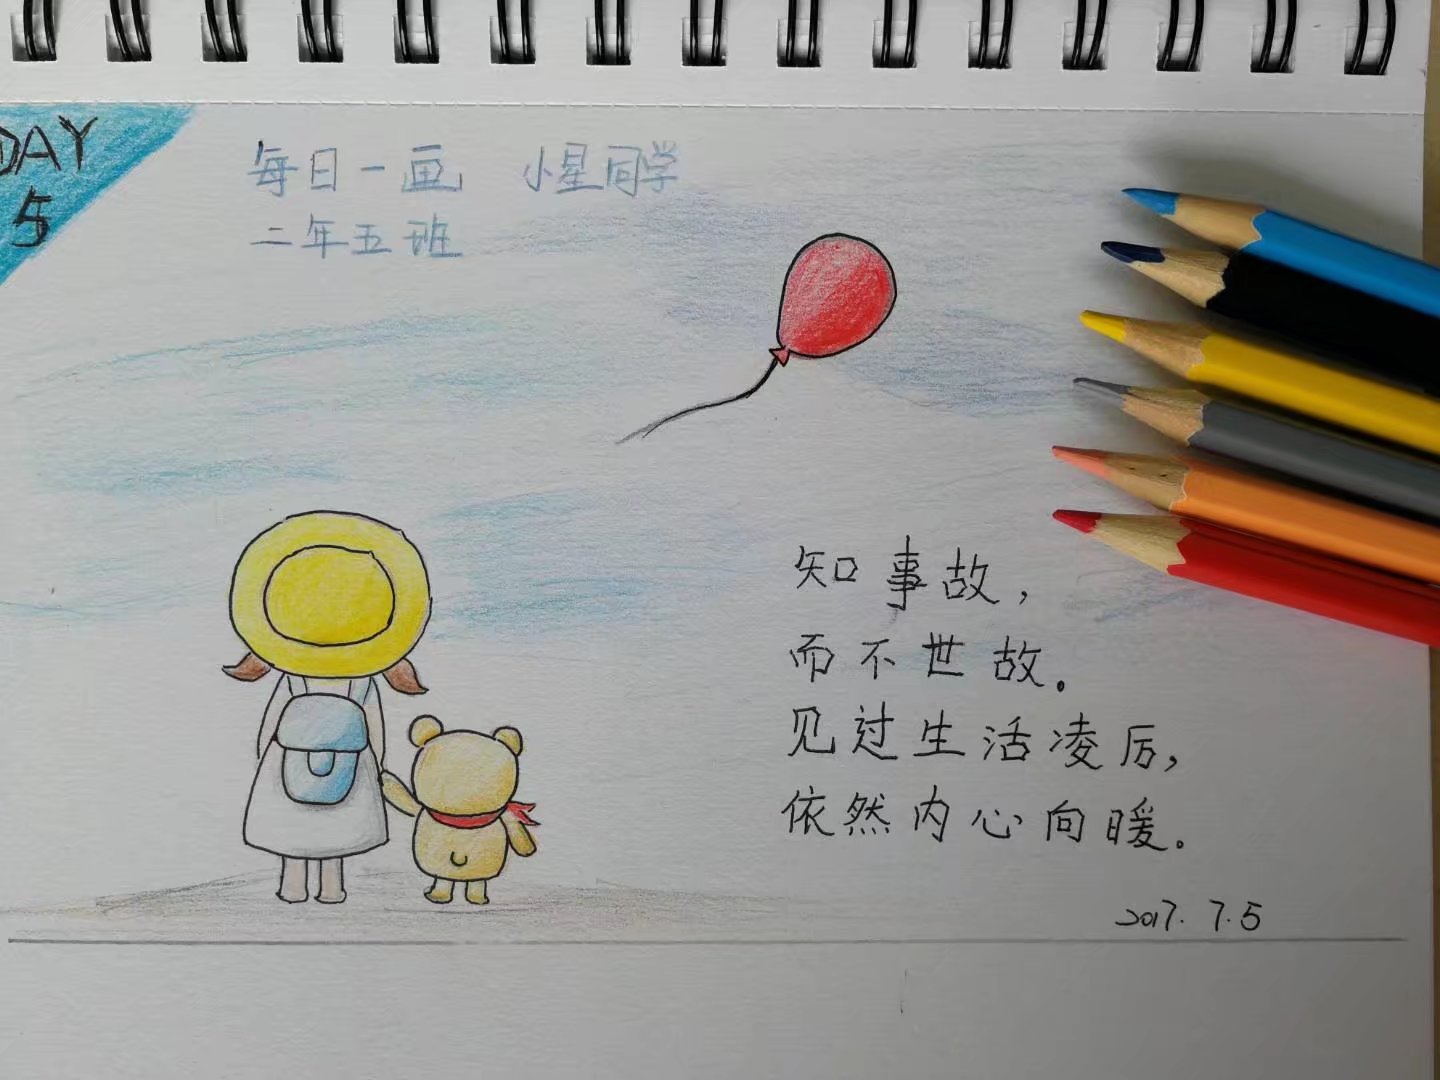 DAY
5
每日一画 小星同学
二年五班
知事故，
而不世故。
见过生活凌厉，
依然内心向暖。
2017.7.5